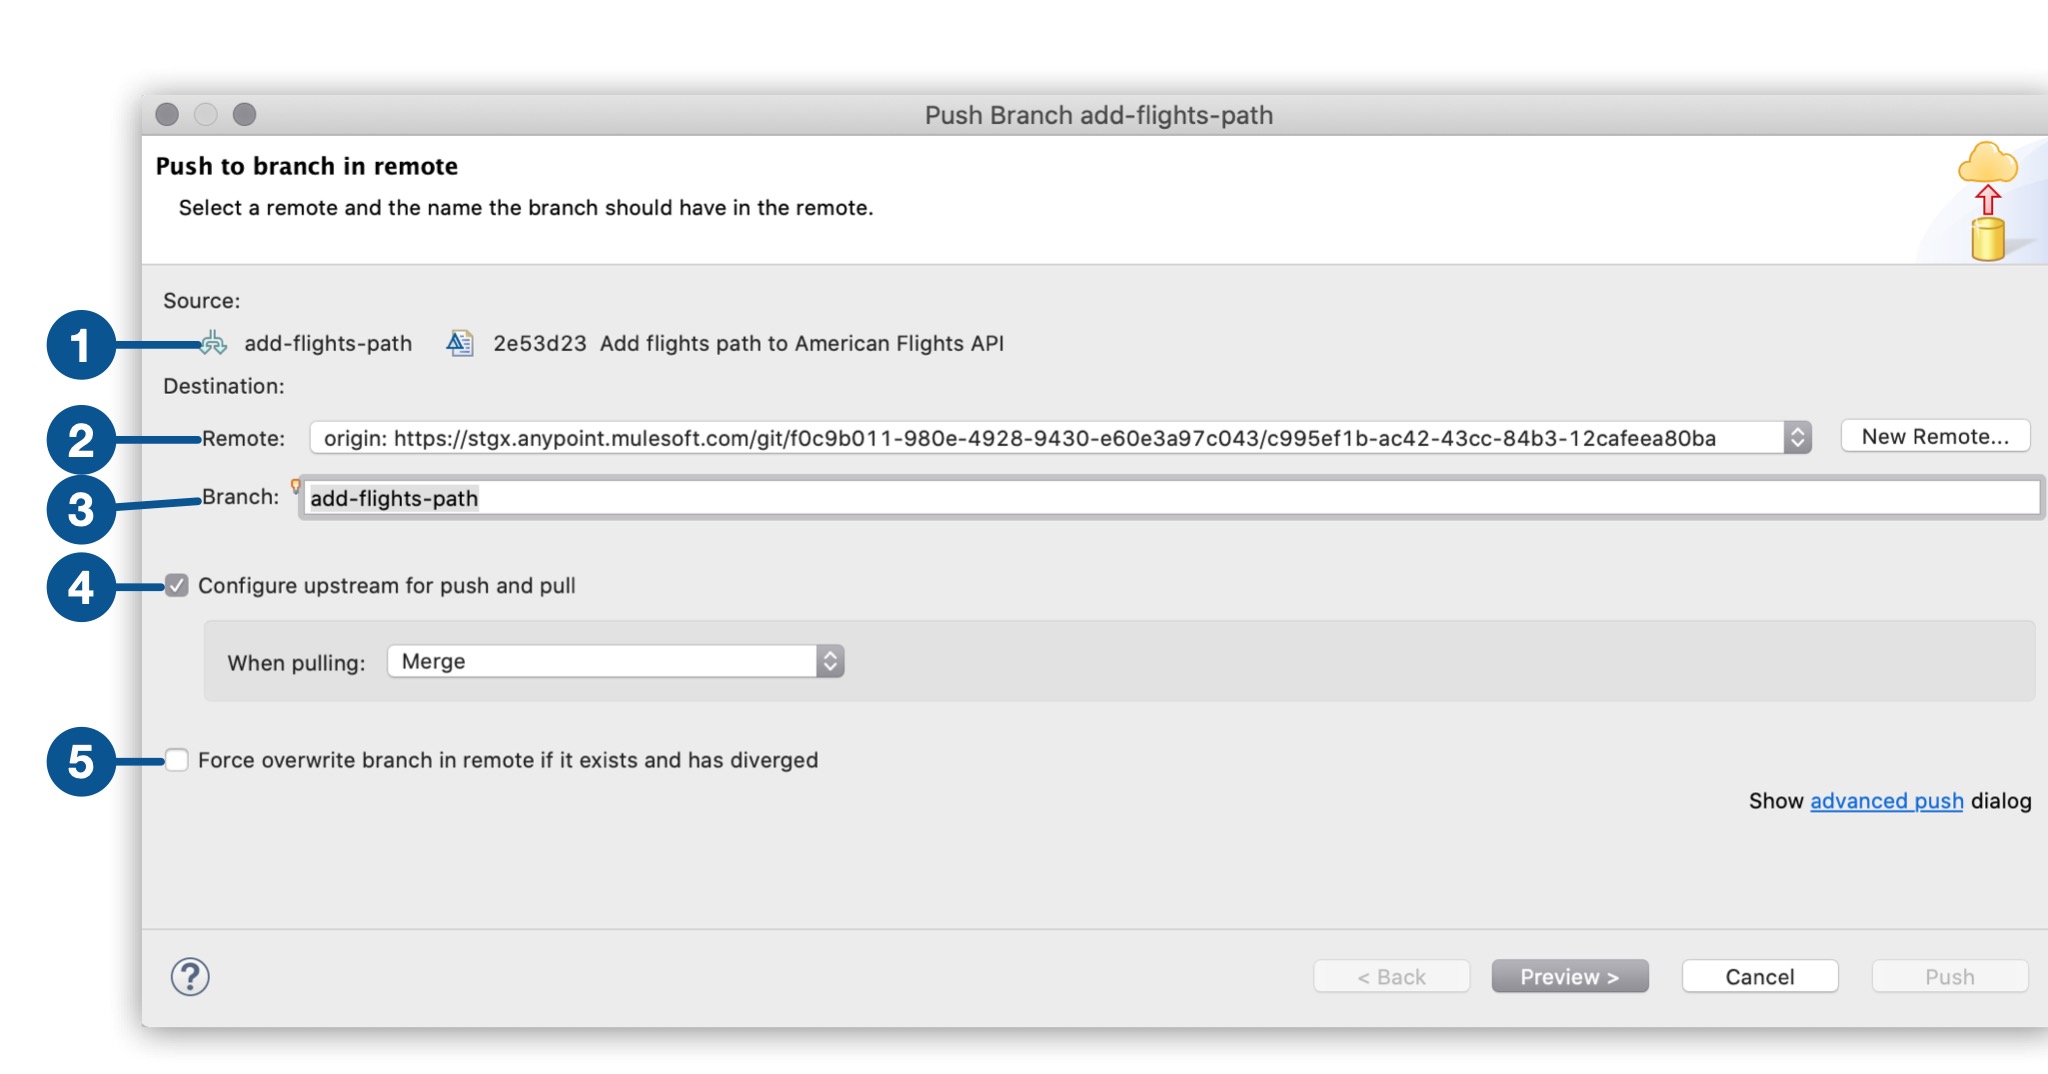 Push Branch add-flights-path
Push to branch in remote
Select a remote and the name the branch should have in the remote.
Source:
1 add-flights-path 2e53d23 Add flights path to American Flights API
Destination:
2 Remote: origin: https://stgx.anypoint.mulesoft.com/git/f0c9b011-980e-4928-9430-e60e3a97c043/c995ef1b-ac42-43cc-84b3-12cafeea80ba New Remote...
3 Branch: add-flights-path
4 Configure upstream for push and pull
When pulling: Merge
5 Force overwrite branch in remote if it exists and has diverged
Show advanced push dialog
? < Back Preview > Cancel Push